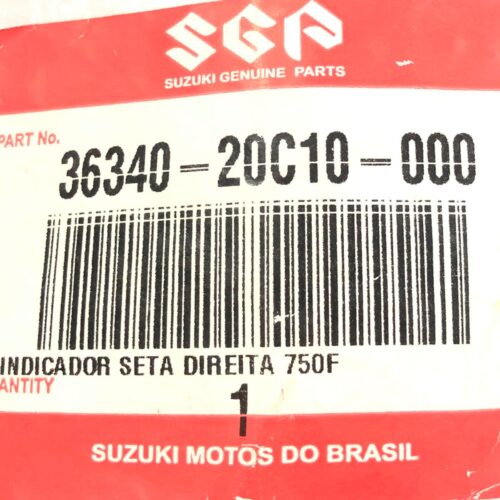 SGP
SUZUKI GENUINE PARTS
PART No.
36340-20C10-000
INDICADOR SETA DIREITA 750F
ANTITY
1
SUZUKI MOTOS DO BRASIL